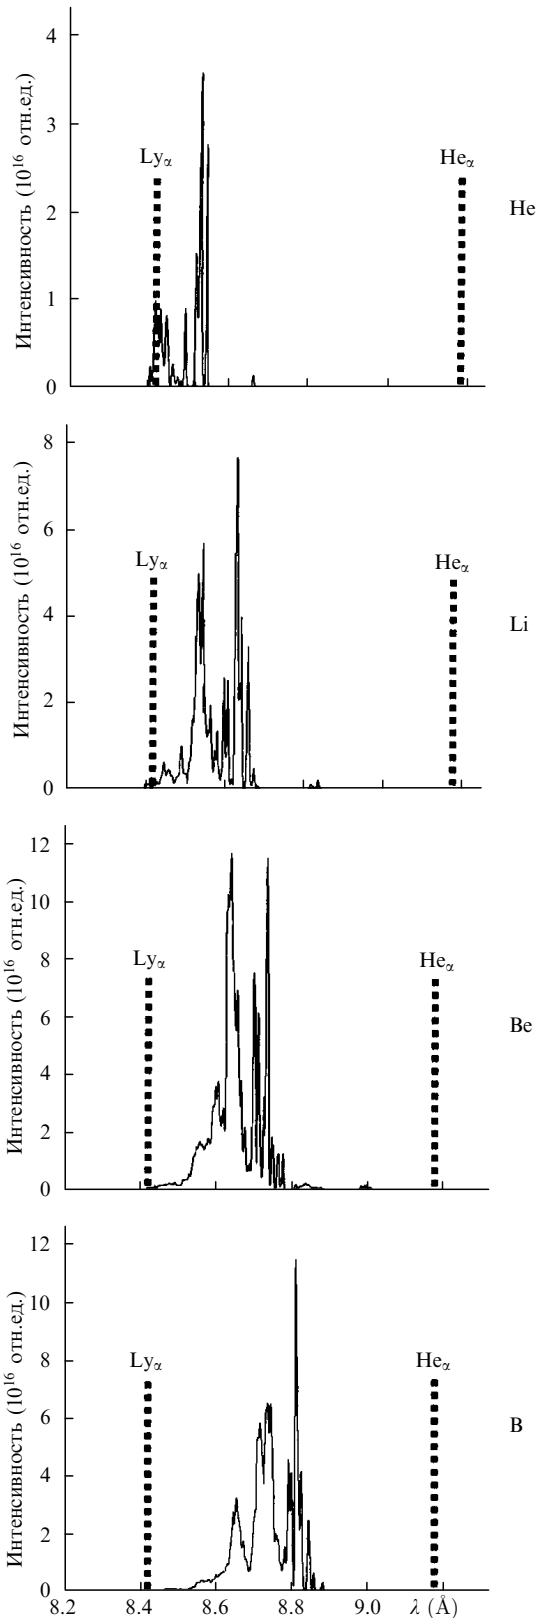 4
3
2
1
0
Интенсивность (10¹⁶ отн.ед.)
Lyα
Heα
He
8
6
4
2
0
Интенсивность (10¹⁶ отн.ед.)
Lyα
Heα
Li
12
10
8
6
4
2
0
Интенсивность (10¹⁶ отн.ед.)
Lyα
Heα
Be
12
10
8
6
4
2
0
Интенсивность (10¹⁶ отн.ед.)
Lyα
Heα
B
8.2 8.4 8.6 8.8 9.0 λ (Å)